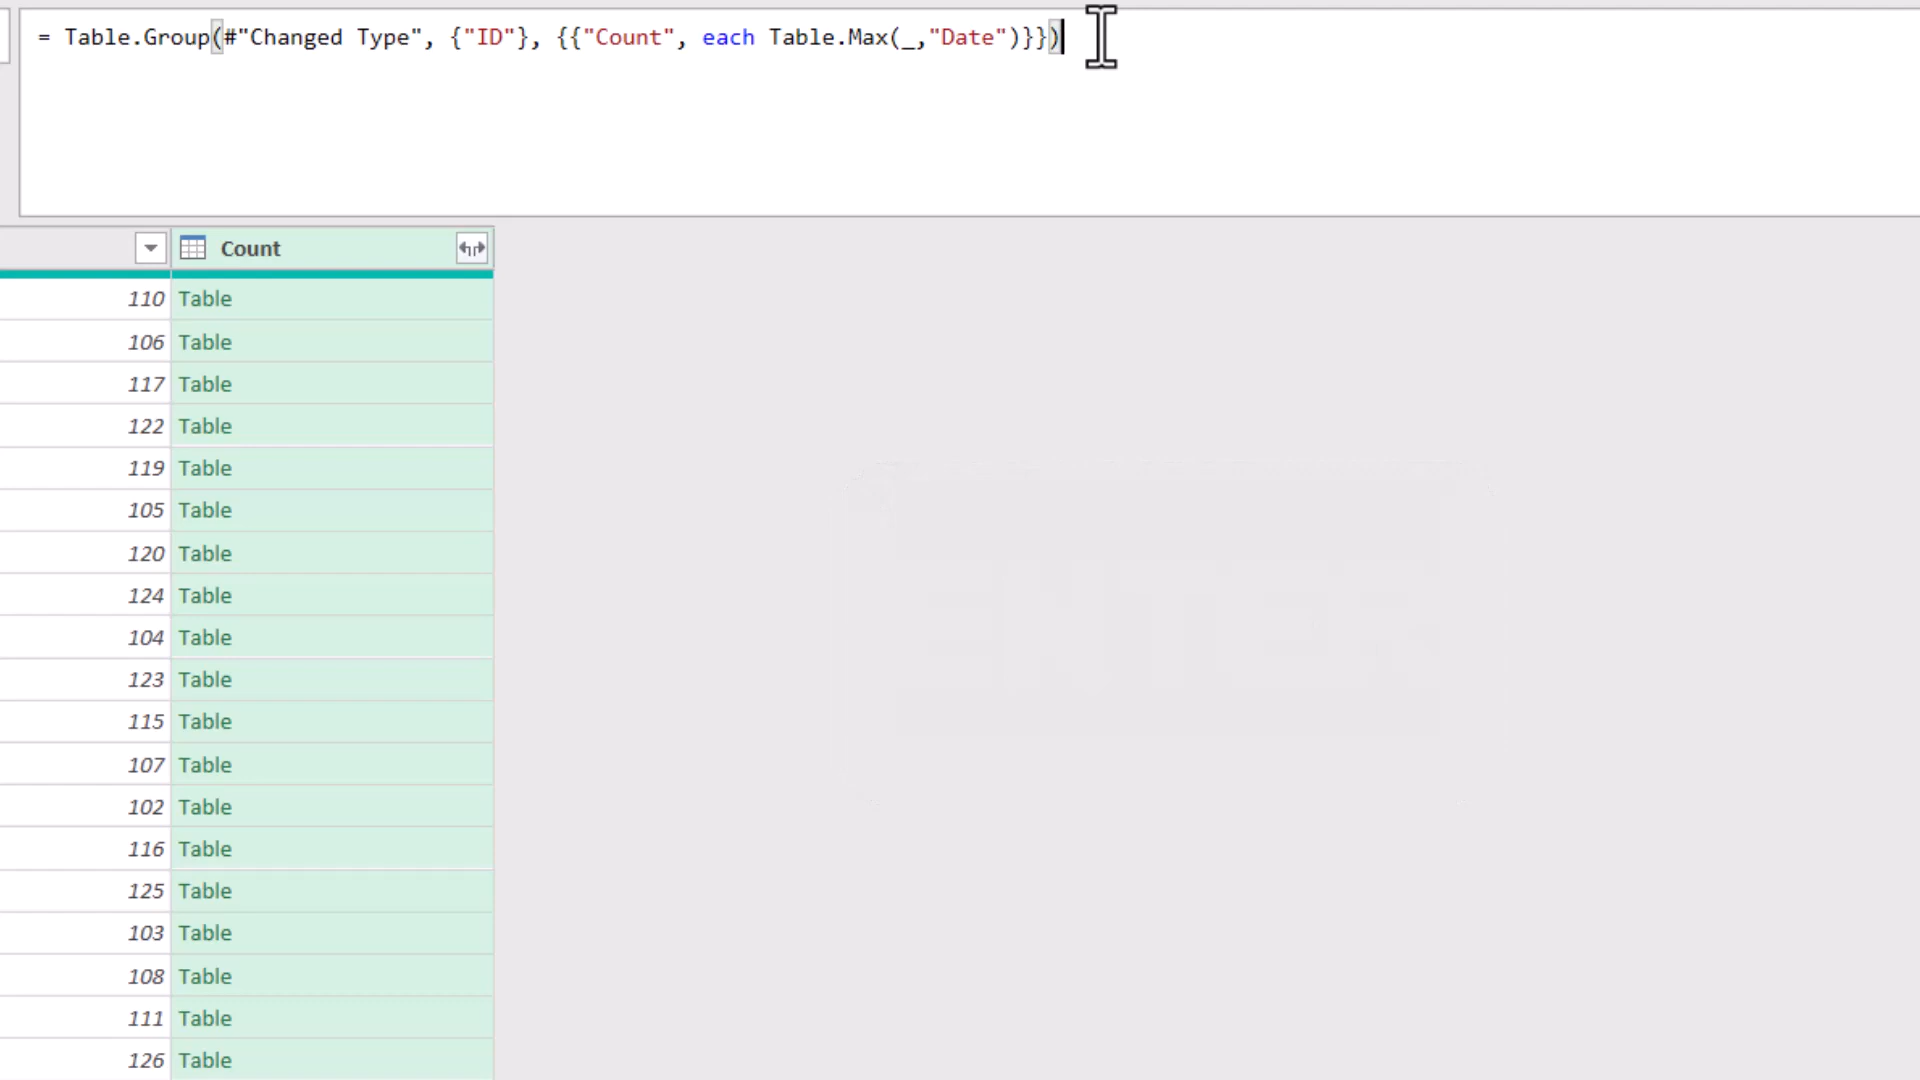 = Table.Group(#"Changed Type", {"ID"}, {{"Count", each Table.Max(_,"Date")}})
Count
110 Table
106 Table
117 Table
122 Table
119 Table
105 Table
120 Table
124 Table
104 Table
123 Table
115 Table
107 Table
102 Table
116 Table
125 Table
103 Table
108 Table
111 Table
126 Table